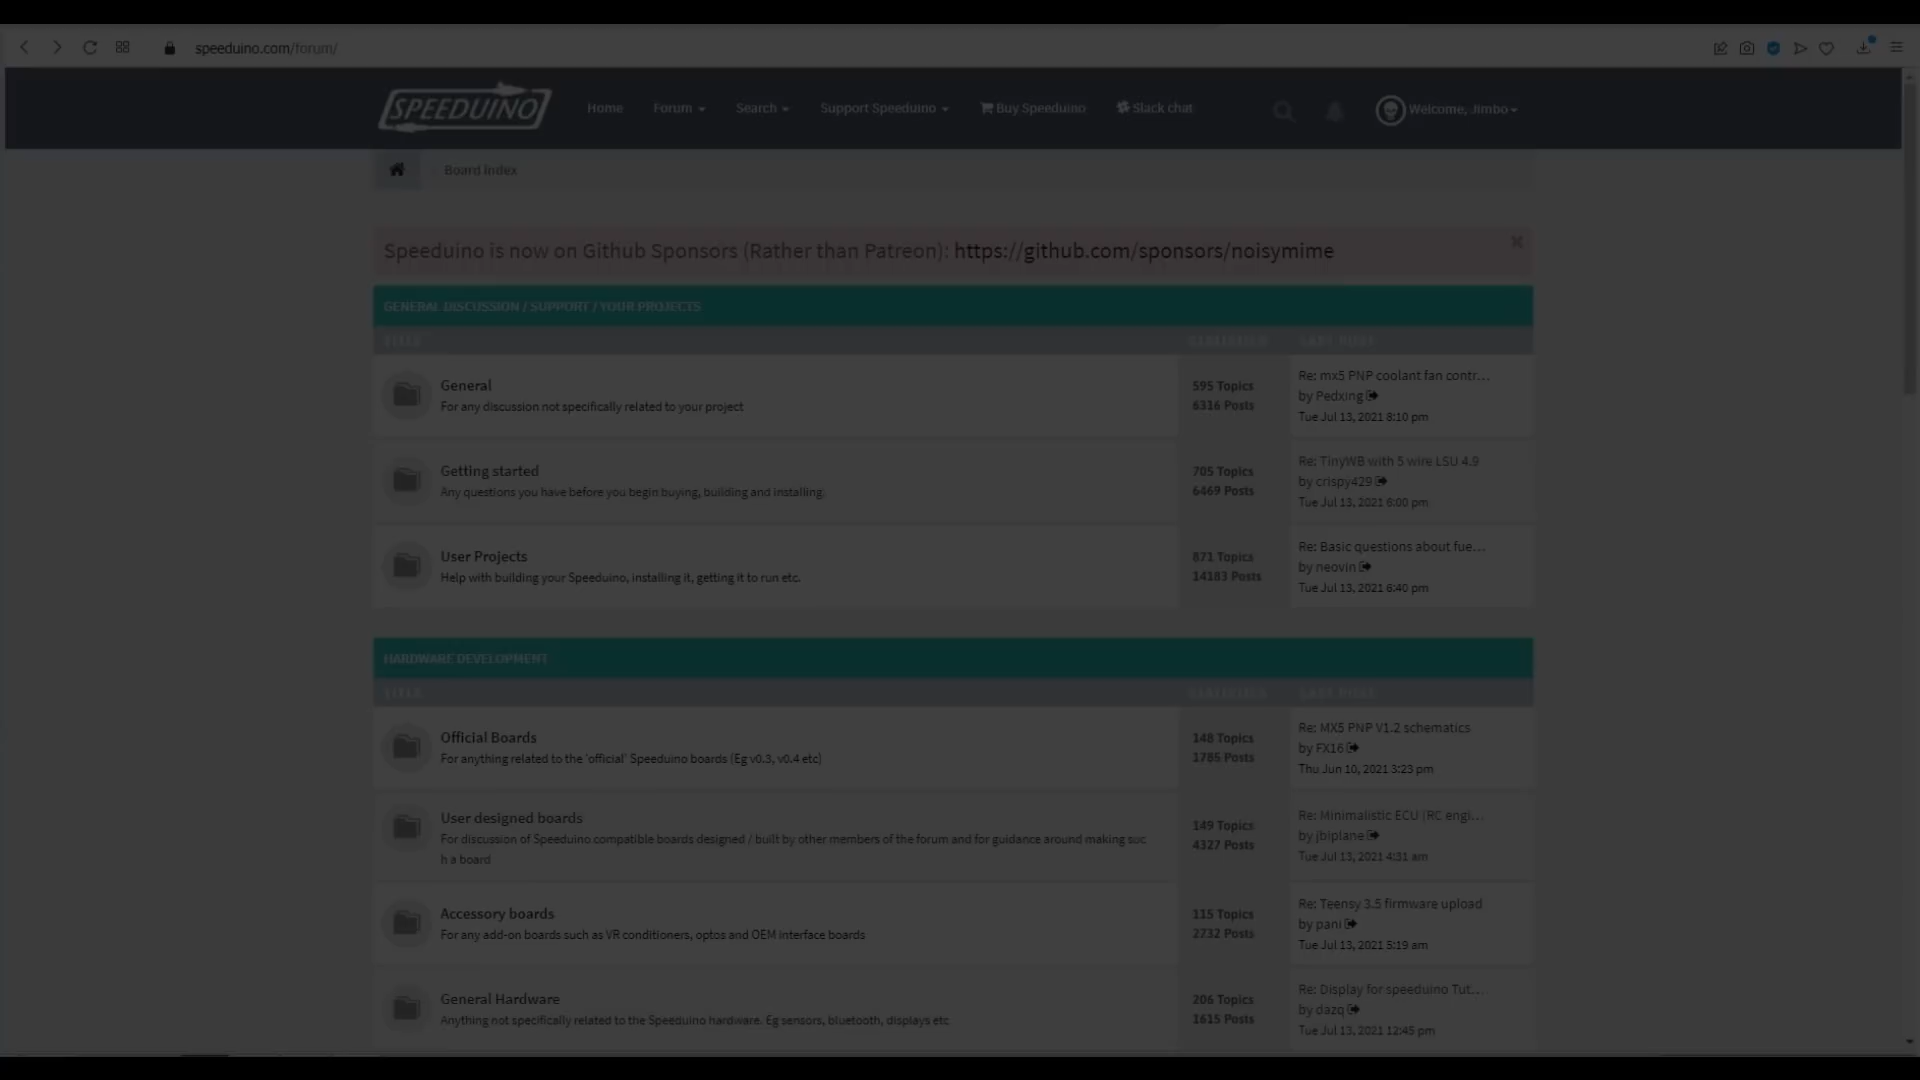 speeduino.com/forum/
SPEEDUINO
Home
Forum
Search
Support Speeduino
Buy Speeduino
Slack chat
Welcome, Jimbo
Board index
Speeduino is now on Github Sponsors (Rather than Patreon): https://github.com/sponsors/noisymime
GENERAL DISCUSSION / SUPPORT / YOUR PROJECTS
TITLE STATISTICS LAST POST
General
For any discussion not specifically related to your project
595 Topics
6316 Posts
Re: mx5 PNP coolant fan contr…
by Pedxing
Tue Jul 13, 2021 8:10 pm
Getting started
Any questions you have before you begin buying, building and installing.
705 Topics
6469 Posts
Re: TinyWB with 5 wire LSU 4.9
by crispy429
Tue Jul 13, 2021 8:00 pm
User Projects
Help with building your Speeduino, installing it, getting it to run etc.
871 Topics
14183 Posts
Re: Basic questions about fue…
by neovin
Tue Jul 13, 2021 6:40 pm
HARDWARE DEVELOPMENT
TITLE STATISTICS LAST POST
Official Boards
For anything related to the 'official' Speeduino boards (Eg v0.3, v0.4 etc)
148 Topics
1785 Posts
Re: MX5 PNP V1.2 schematics
by FX16
Thu Jun 10, 2021 3:23 pm
User designed boards
For discussion of Speeduino compatible boards designed / built by other members of the forum and for guidance around making suc
h a board
149 Topics
4327 Posts
Re: Minimalistic ECU (RC engi…
by jbiplane
Tue Jul 13, 2021 4:31 am
Accessory boards
For any add-on boards such as VR conditioners, optos and OEM interface boards
115 Topics
2732 Posts
Re: Teensy 3.5 firmware upload
by pani
Tue Jul 13, 2021 5:19 am
General Hardware
Anything not specifically related to the Speeduino hardware. Eg sensors, bluetooth, displays etc
206 Topics
1615 Posts
Re: Display for speeduino Tut…
by dazq
Tue Jul 13, 2021 12:45 pm